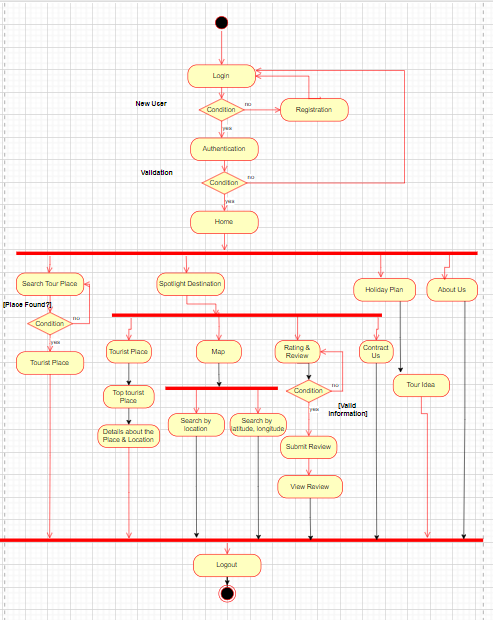 Login
New User
Condition
no
Registration
yes
Authentication
Validation
Condition
no
yes
Home
Search Tour Place
Spotlight Destination
Holiday Plan
About Us
[Place Found?]
Condition
no
yes
Tourist Place
Tourist Place
Map
Rating &
Review
Contract
Us
Tour Idea
Top tourist
Place
Condition
no
yes
[Valid
Information]
Details about the
Place & Location
Search by
location
Search by
latitude, longitude
Submit Review
View Review
Logout